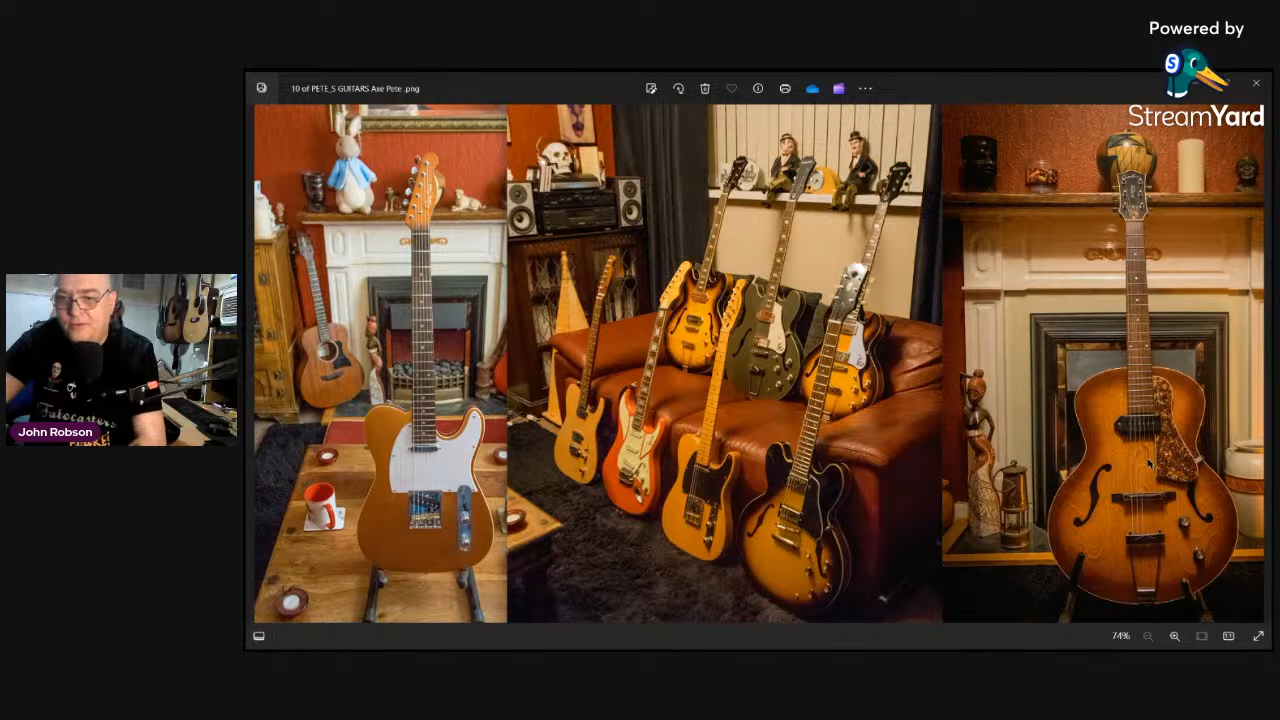 Powered by
StreamYard
10 of PETE_S GUITARS Axe Pete .png
John Robson
74%